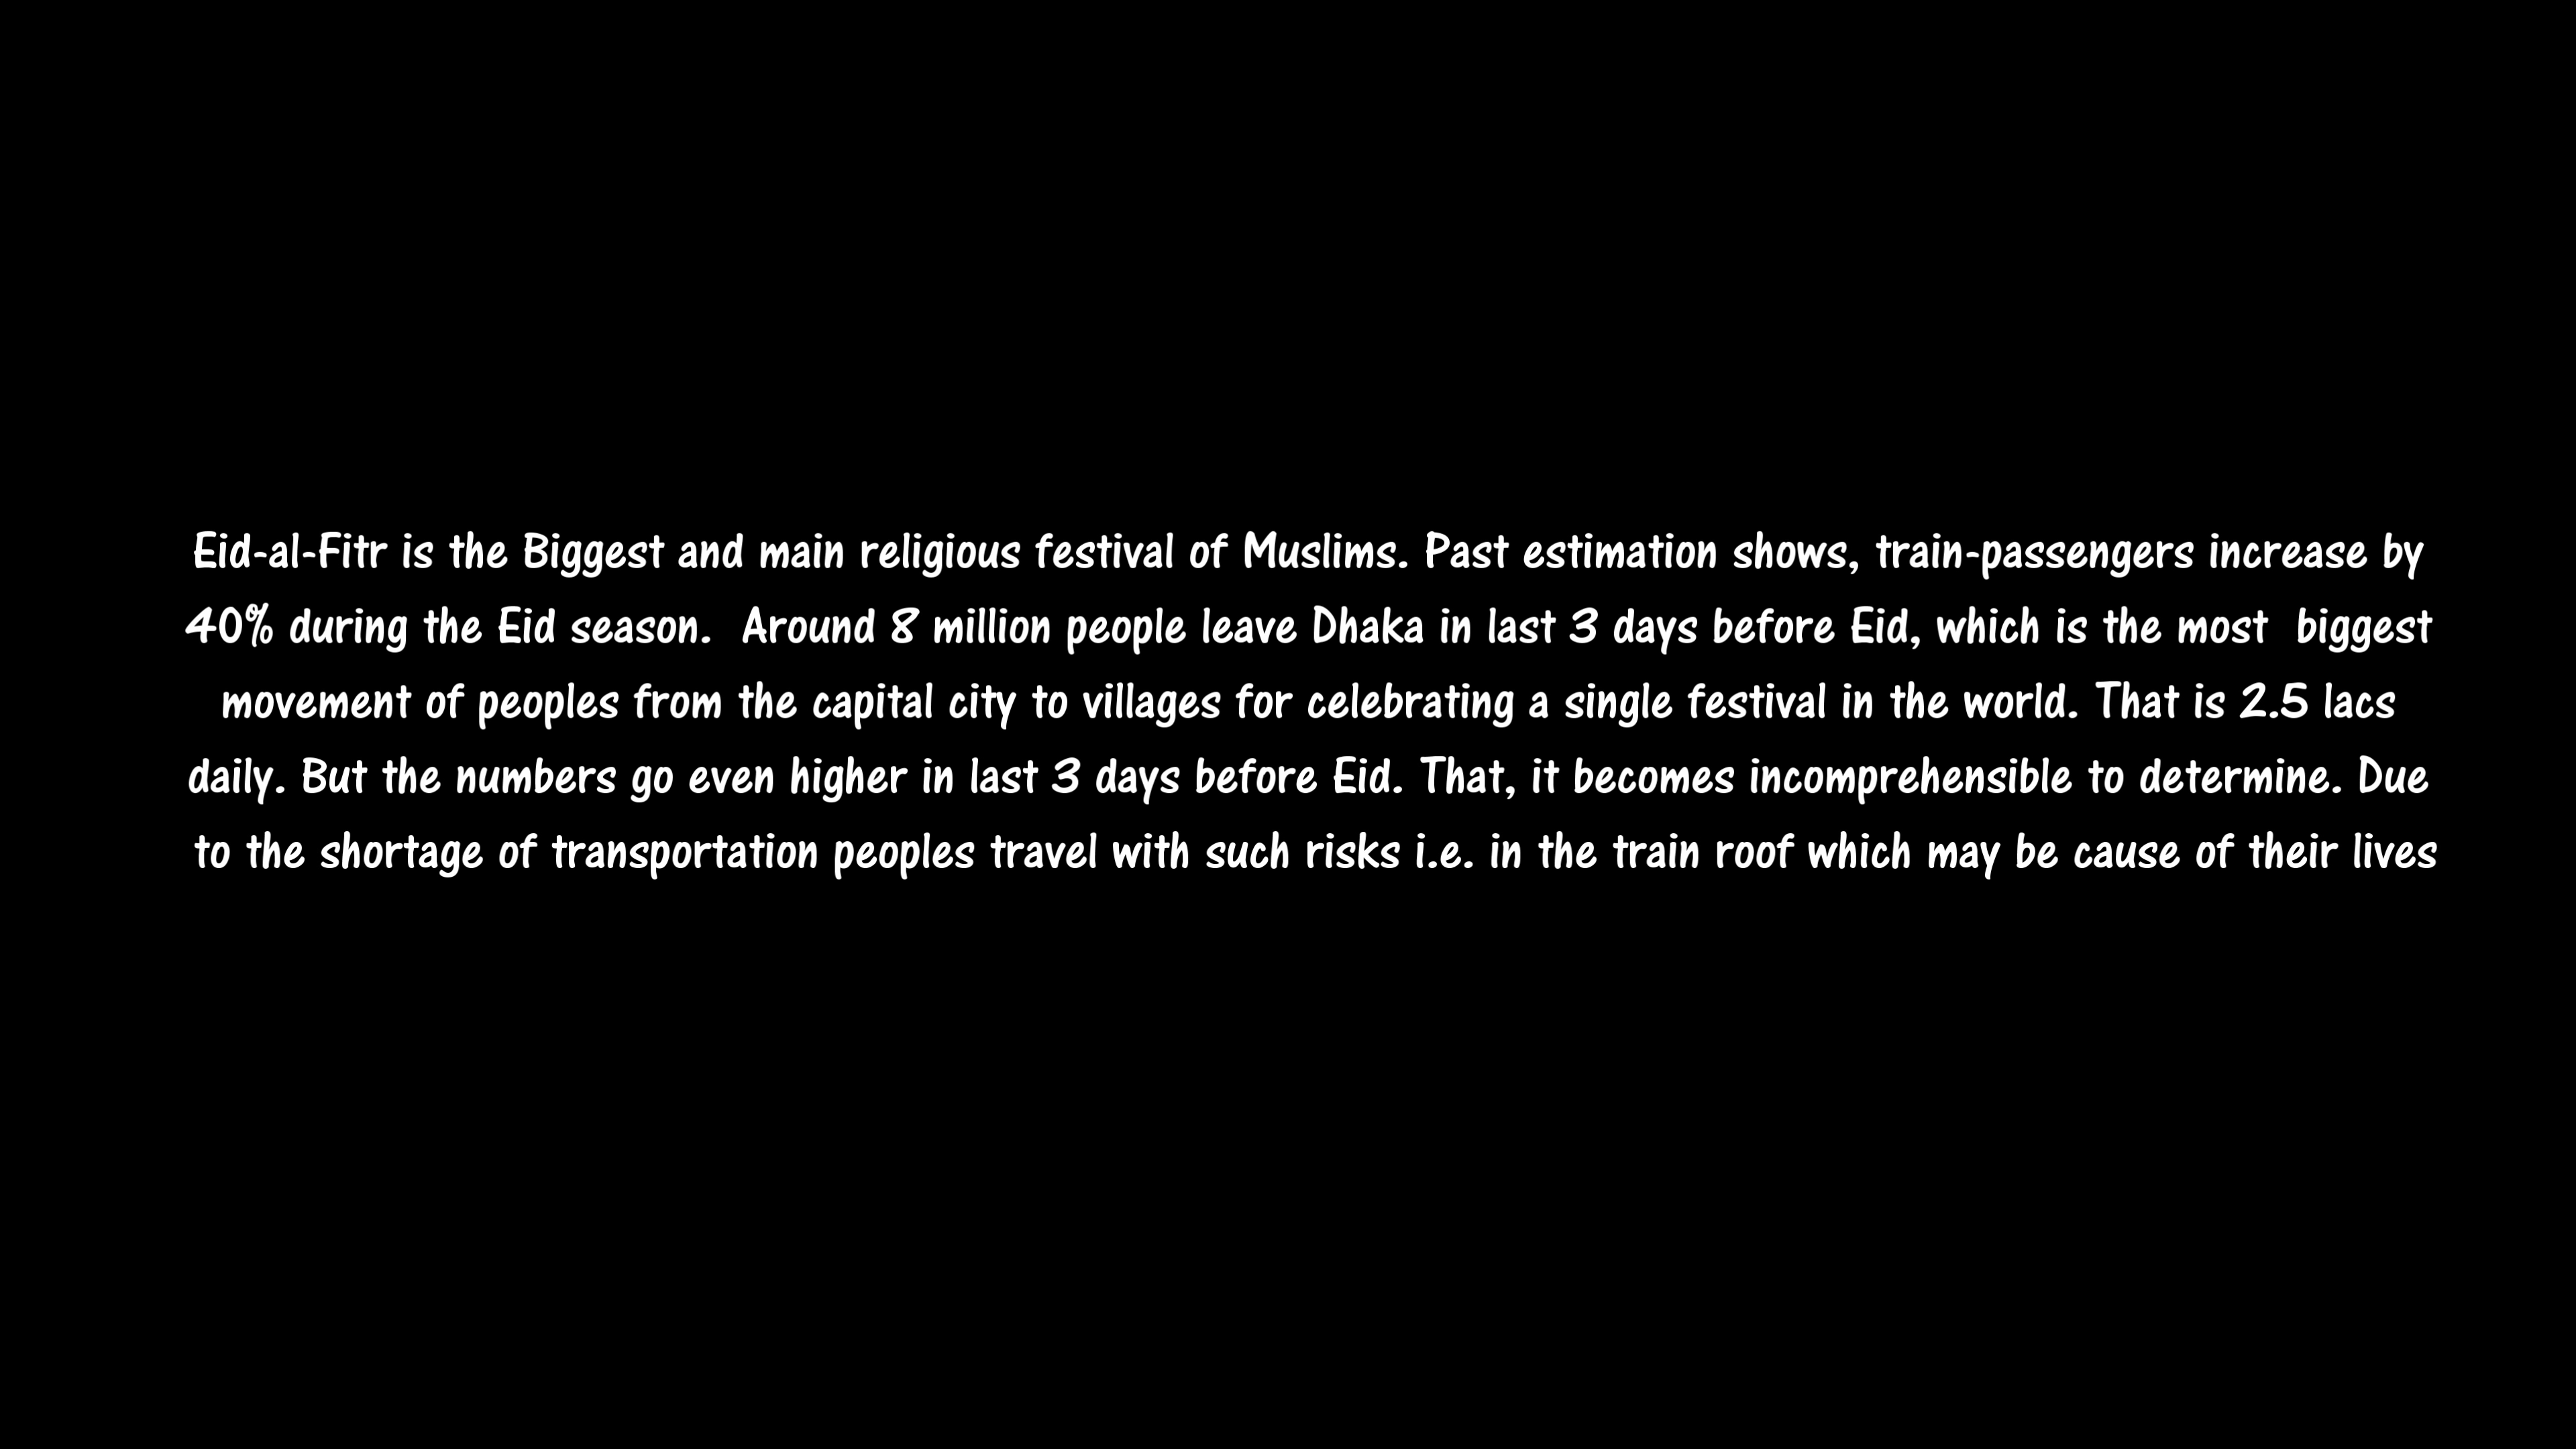 Eid-al-Fitr is the Biggest and main religious festival of Muslims. Past estimation shows, train-passengers increase by
40% during the Eid season.  Around 8 million people leave Dhaka in last 3 days before Eid, which is the most  biggest
movement of peoples from the capital city to villages for celebrating a single festival in the world. That is 2.5 lacs
daily. But the numbers go even higher in last 3 days before Eid. That, it becomes incomprehensible to determine. Due
to the shortage of transportation peoples travel with such risks i.e. in the train roof which may be cause of their lives